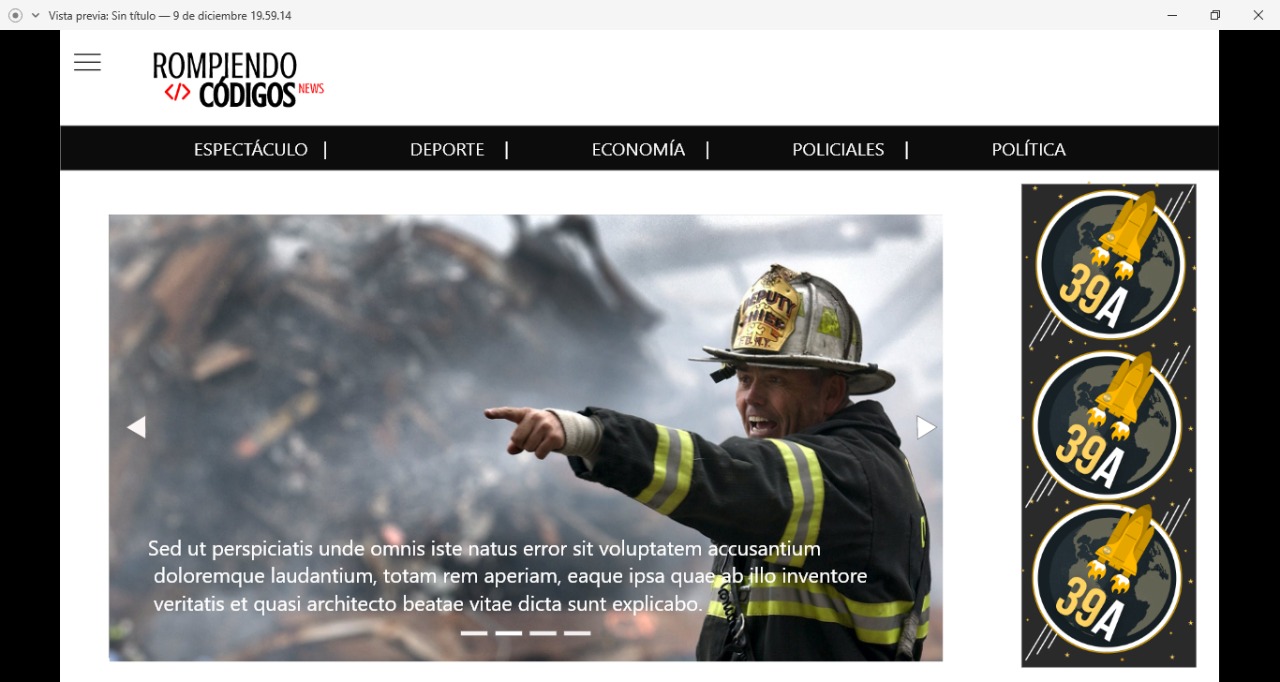 Vista previa: Sin título — 9 de diciembre 19.59.14
ROMPIENDO
</> CÓDIGOS NEWS
ESPECTÁCULO | DEPORTE | ECONOMÍA | POLICIALES | POLÍTICA
DEPUTY
CHIEF
39A
39A
39A
Sed ut perspiciatis unde omnis iste natus error sit voluptatem accusantium
doloremque laudantium, totam rem aperiam, eaque ipsa quae ab illo inventore
veritatis et quasi architecto beatae vitae dicta sunt explicabo.